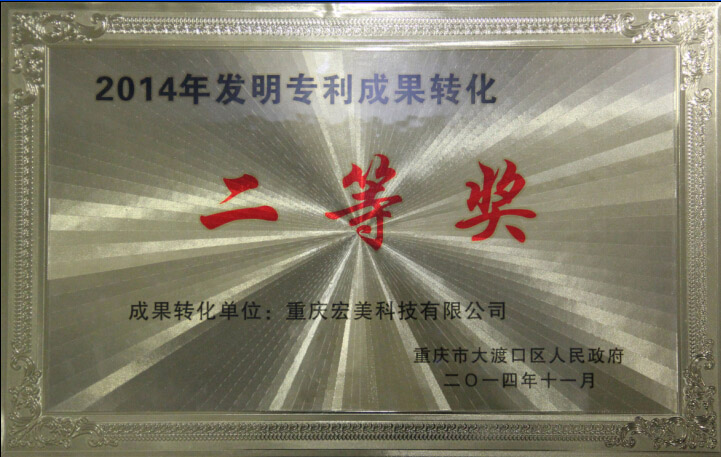 2014年发明专利成果转化
二等奖
成果转化单位：重庆宏美科技有限公司
重庆市大渡口区人民政府
二〇一四年十一月